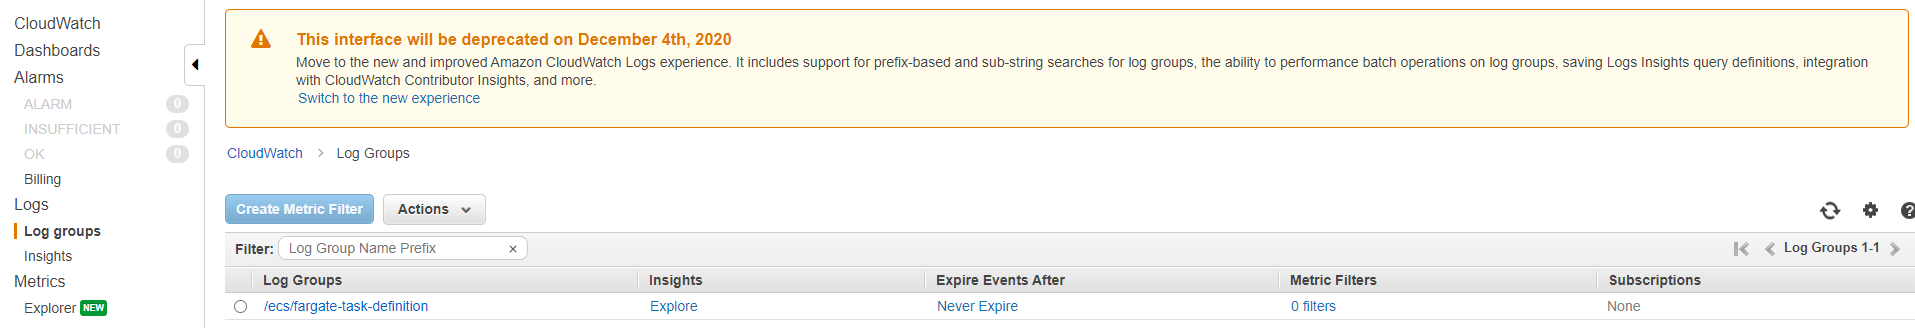 CloudWatch
Dashboards
Alarms
ALARM 0
INSUFFICIENT 0
OK 0
Billing
Logs
Log groups
Insights
Metrics
Explorer NEW
This interface will be deprecated on December 4th, 2020
Move to the new and improved Amazon CloudWatch Logs experience. It includes support for prefix-based and sub-string searches for log groups, the ability to performance batch operations on log groups, saving Logs Insights query definitions, integration
with CloudWatch Contributor Insights, and more.
Switch to the new experience
CloudWatch > Log Groups
Create Metric Filter Actions
Filter: Log Group Name Prefix × Log Groups 1-1
Log Groups Insights Expire Events After Metric Filters Subscriptions
/ecs/fargate-task-definition Explore Never Expire 0 filters None